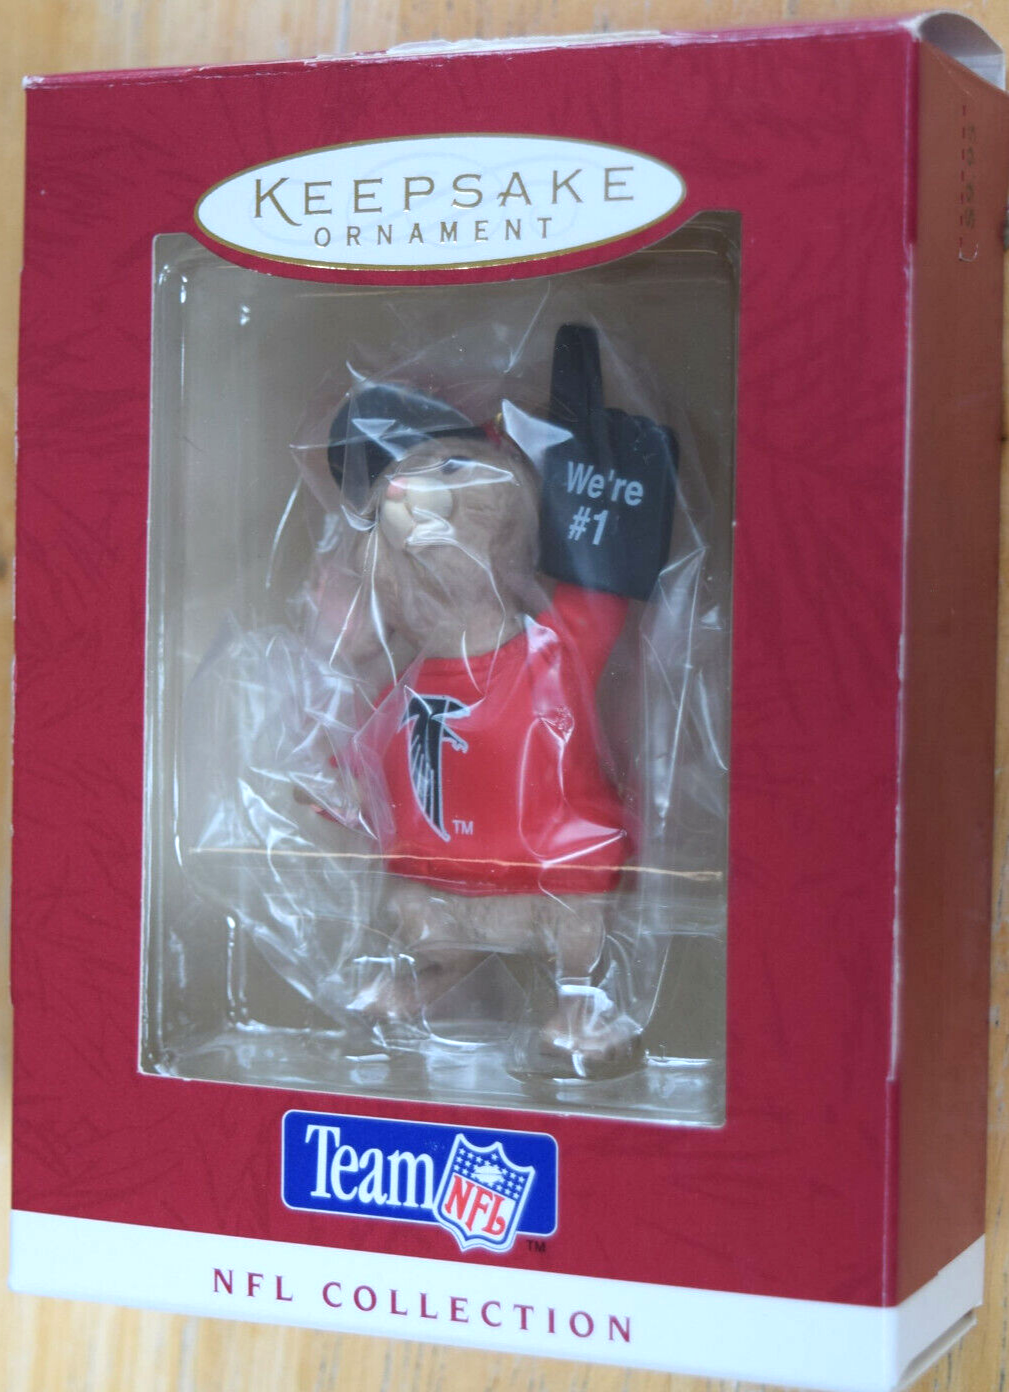 KEEPSAKE
ORNAMENT
We're
#1
TM
Team NFL
TM
NFL COLLECTION